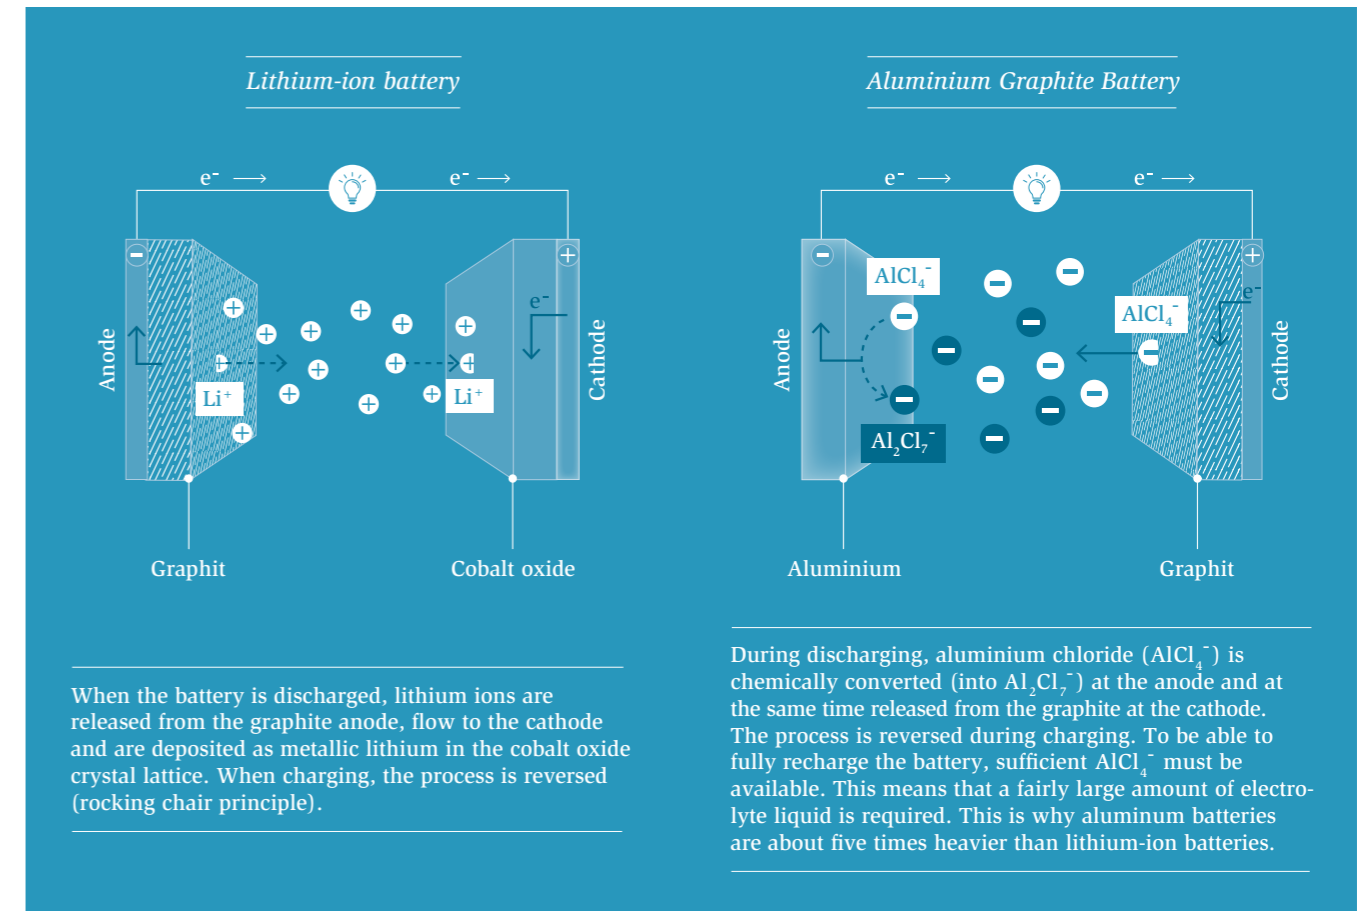 Lithium-ion battery
e⁻ →
e⁻ →
−
+
e⁻
Anode
Cathode
Li⁺
Li⁺
Graphit
Cobalt oxide
When the battery is discharged, lithium ions are
released from the graphite anode, flow to the cathode
and are deposited as metallic lithium in the cobalt oxide
crystal lattice. When charging, the process is reversed
(rocking chair principle).
Aluminium Graphite Battery
e⁻ →
e⁻ →
−
+
AlCl₄⁻
e⁻
AlCl₄⁻
Anode
Cathode
Al₂Cl₇⁻
Aluminium
Graphit
During discharging, aluminium chloride (AlCl₄⁻) is
chemically converted (into Al₂Cl₇⁻) at the anode and at
the same time released from the graphite at the cathode.
The process is reversed during charging. To be able to
fully recharge the battery, sufficient AlCl₄⁻ must be
available. This means that a fairly large amount of electro-
lyte liquid is required. This is why aluminum batteries
are about five times heavier than lithium-ion batteries.